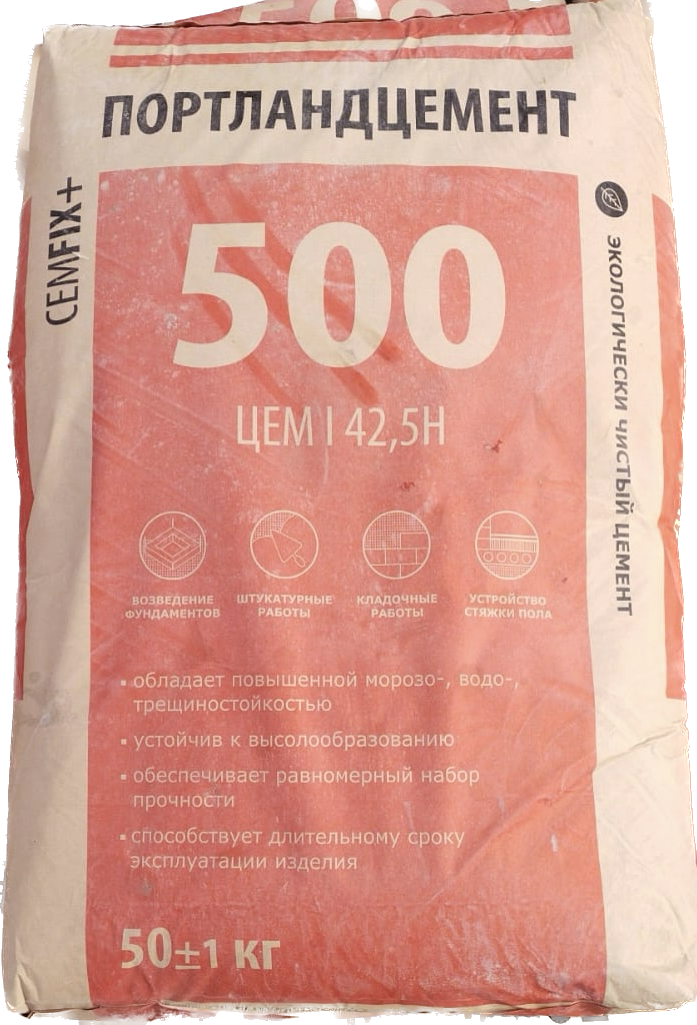 ПОРТЛАНДЦЕМЕНТ
CEMFIX+
500
ЦЕМ I 42,5Н
ЭКОЛОГИЧЕСКИ ЧИСТЫЙ ЦЕМЕНТ
ВОЗВЕДЕНИЕ
ФУНДАМЕНТОВ
ШТУКАТУРНЫЕ
РАБОТЫ
КЛАДОЧНЫЕ
РАБОТЫ
УСТРОЙСТВО
СТЯЖКИ ПОЛА
▪ обладает повышенной морозо-, водо-,
трещиностойкостью
▪ устойчив к высолообразованию
▪ обеспечивает равномерный набор
прочности
▪ способствует длительному сроку
эксплуатации изделия
50±1 кг